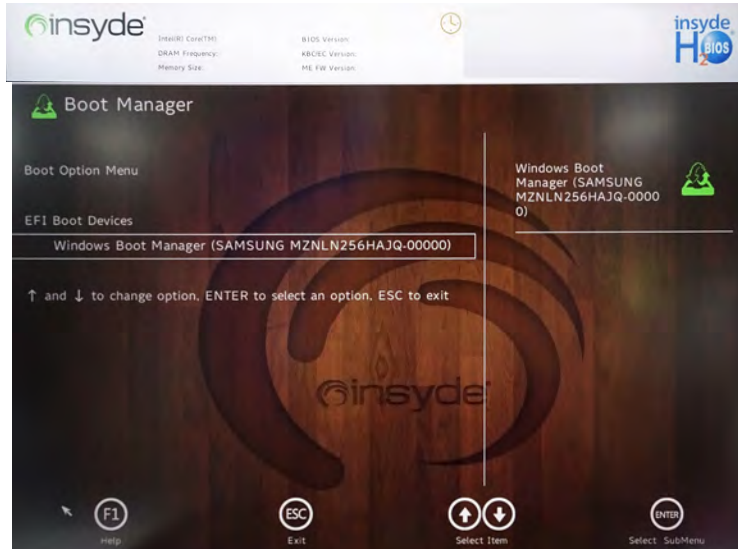 insyde
Intel(R) Core(TM):
BIOS Version:
DRAM Frequency:
KBC/EC Version:
Memory Size:
ME FW Version:
insyde
H2O BIOS
Boot Manager
Boot Option Menu
EFI Boot Devices
Windows Boot Manager (SAMSUNG MZNLN256HAJQ-00000)
↑ and ↓ to change option, ENTER to select an option, ESC to exit
Windows Boot
Manager (SAMSUNG
MZNLN256HAJQ-0000
0)
insyde
F1
Help
ESC
Exit
Select Item
ENTER
Select SubMenu